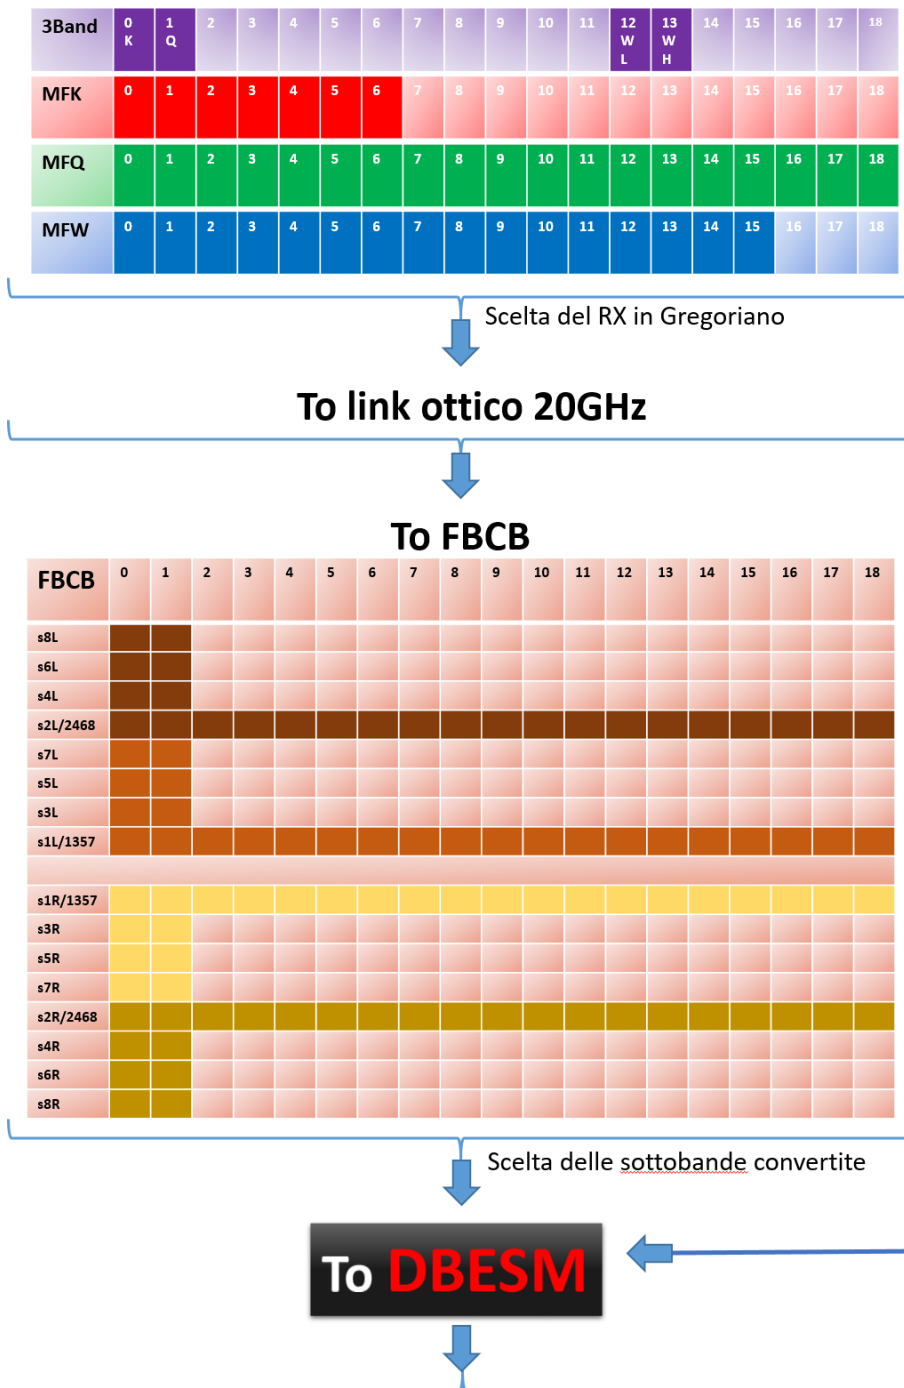 3Band 0 1 2 3 4 5 6 7 8 9 10 11 12 13 14 15 16 17 18
K Q W W
L H
MFK 0 1 2 3 4 5 6 7 8 9 10 11 12 13 14 15 16 17 18
MFQ 0 1 2 3 4 5 6 7 8 9 10 11 12 13 14 15 16 17 18
MFW 0 1 2 3 4 5 6 7 8 9 10 11 12 13 14 15 16 17 18
Scelta del RX in Gregoriano
To link ottico 20GHz
To FBCB
FBCB 0 1 2 3 4 5 6 7 8 9 10 11 12 13 14 15 16 17 18
s8L
s6L
s4L
s2L/2468
s7L
s5L
s3L
s1L/1357
s1R/1357
s3R
s5R
s7R
s2R/2468
s4R
s6R
s8R
Scelta delle sottobande convertite
To DBESM